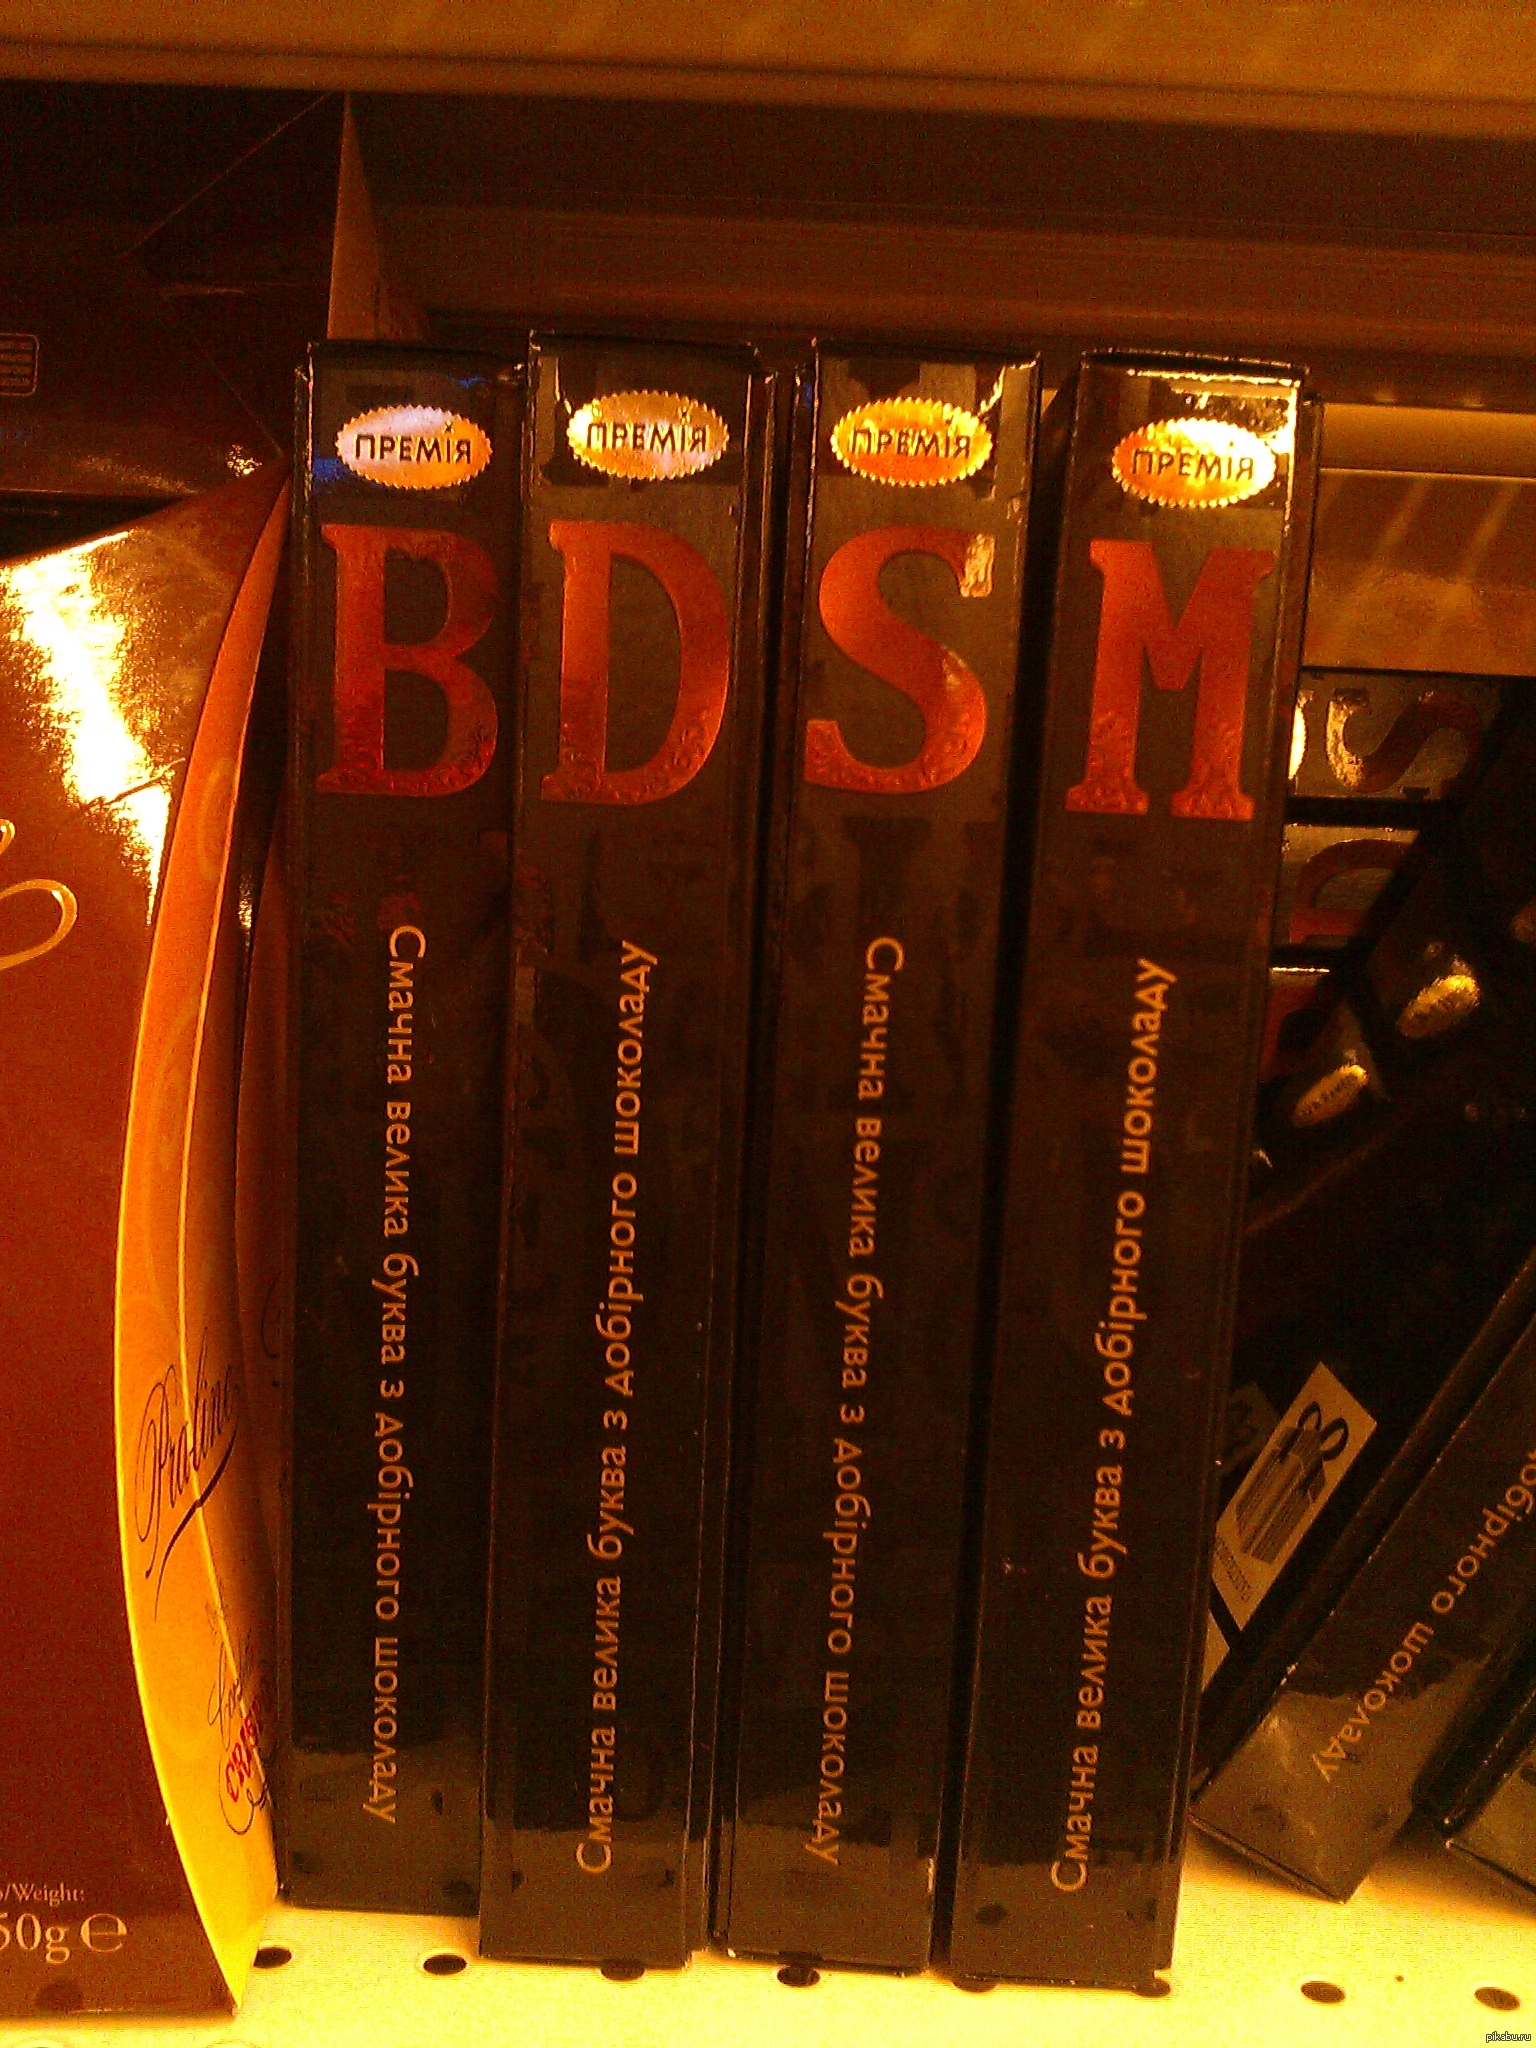 ПРЕМІЯ
B
Смачна велика буква з добірного шоколаду
ПРЕМІЯ
D
Смачна велика буква з добірного шоколаду
ПРЕМІЯ
S
Смачна велика буква з добірного шоколаду
ПРЕМІЯ
M
Смачна велика буква з добірного шоколаду
S
D
добірного шоколаду
Praline
/Weight:
50g ℮
pikabu.ru